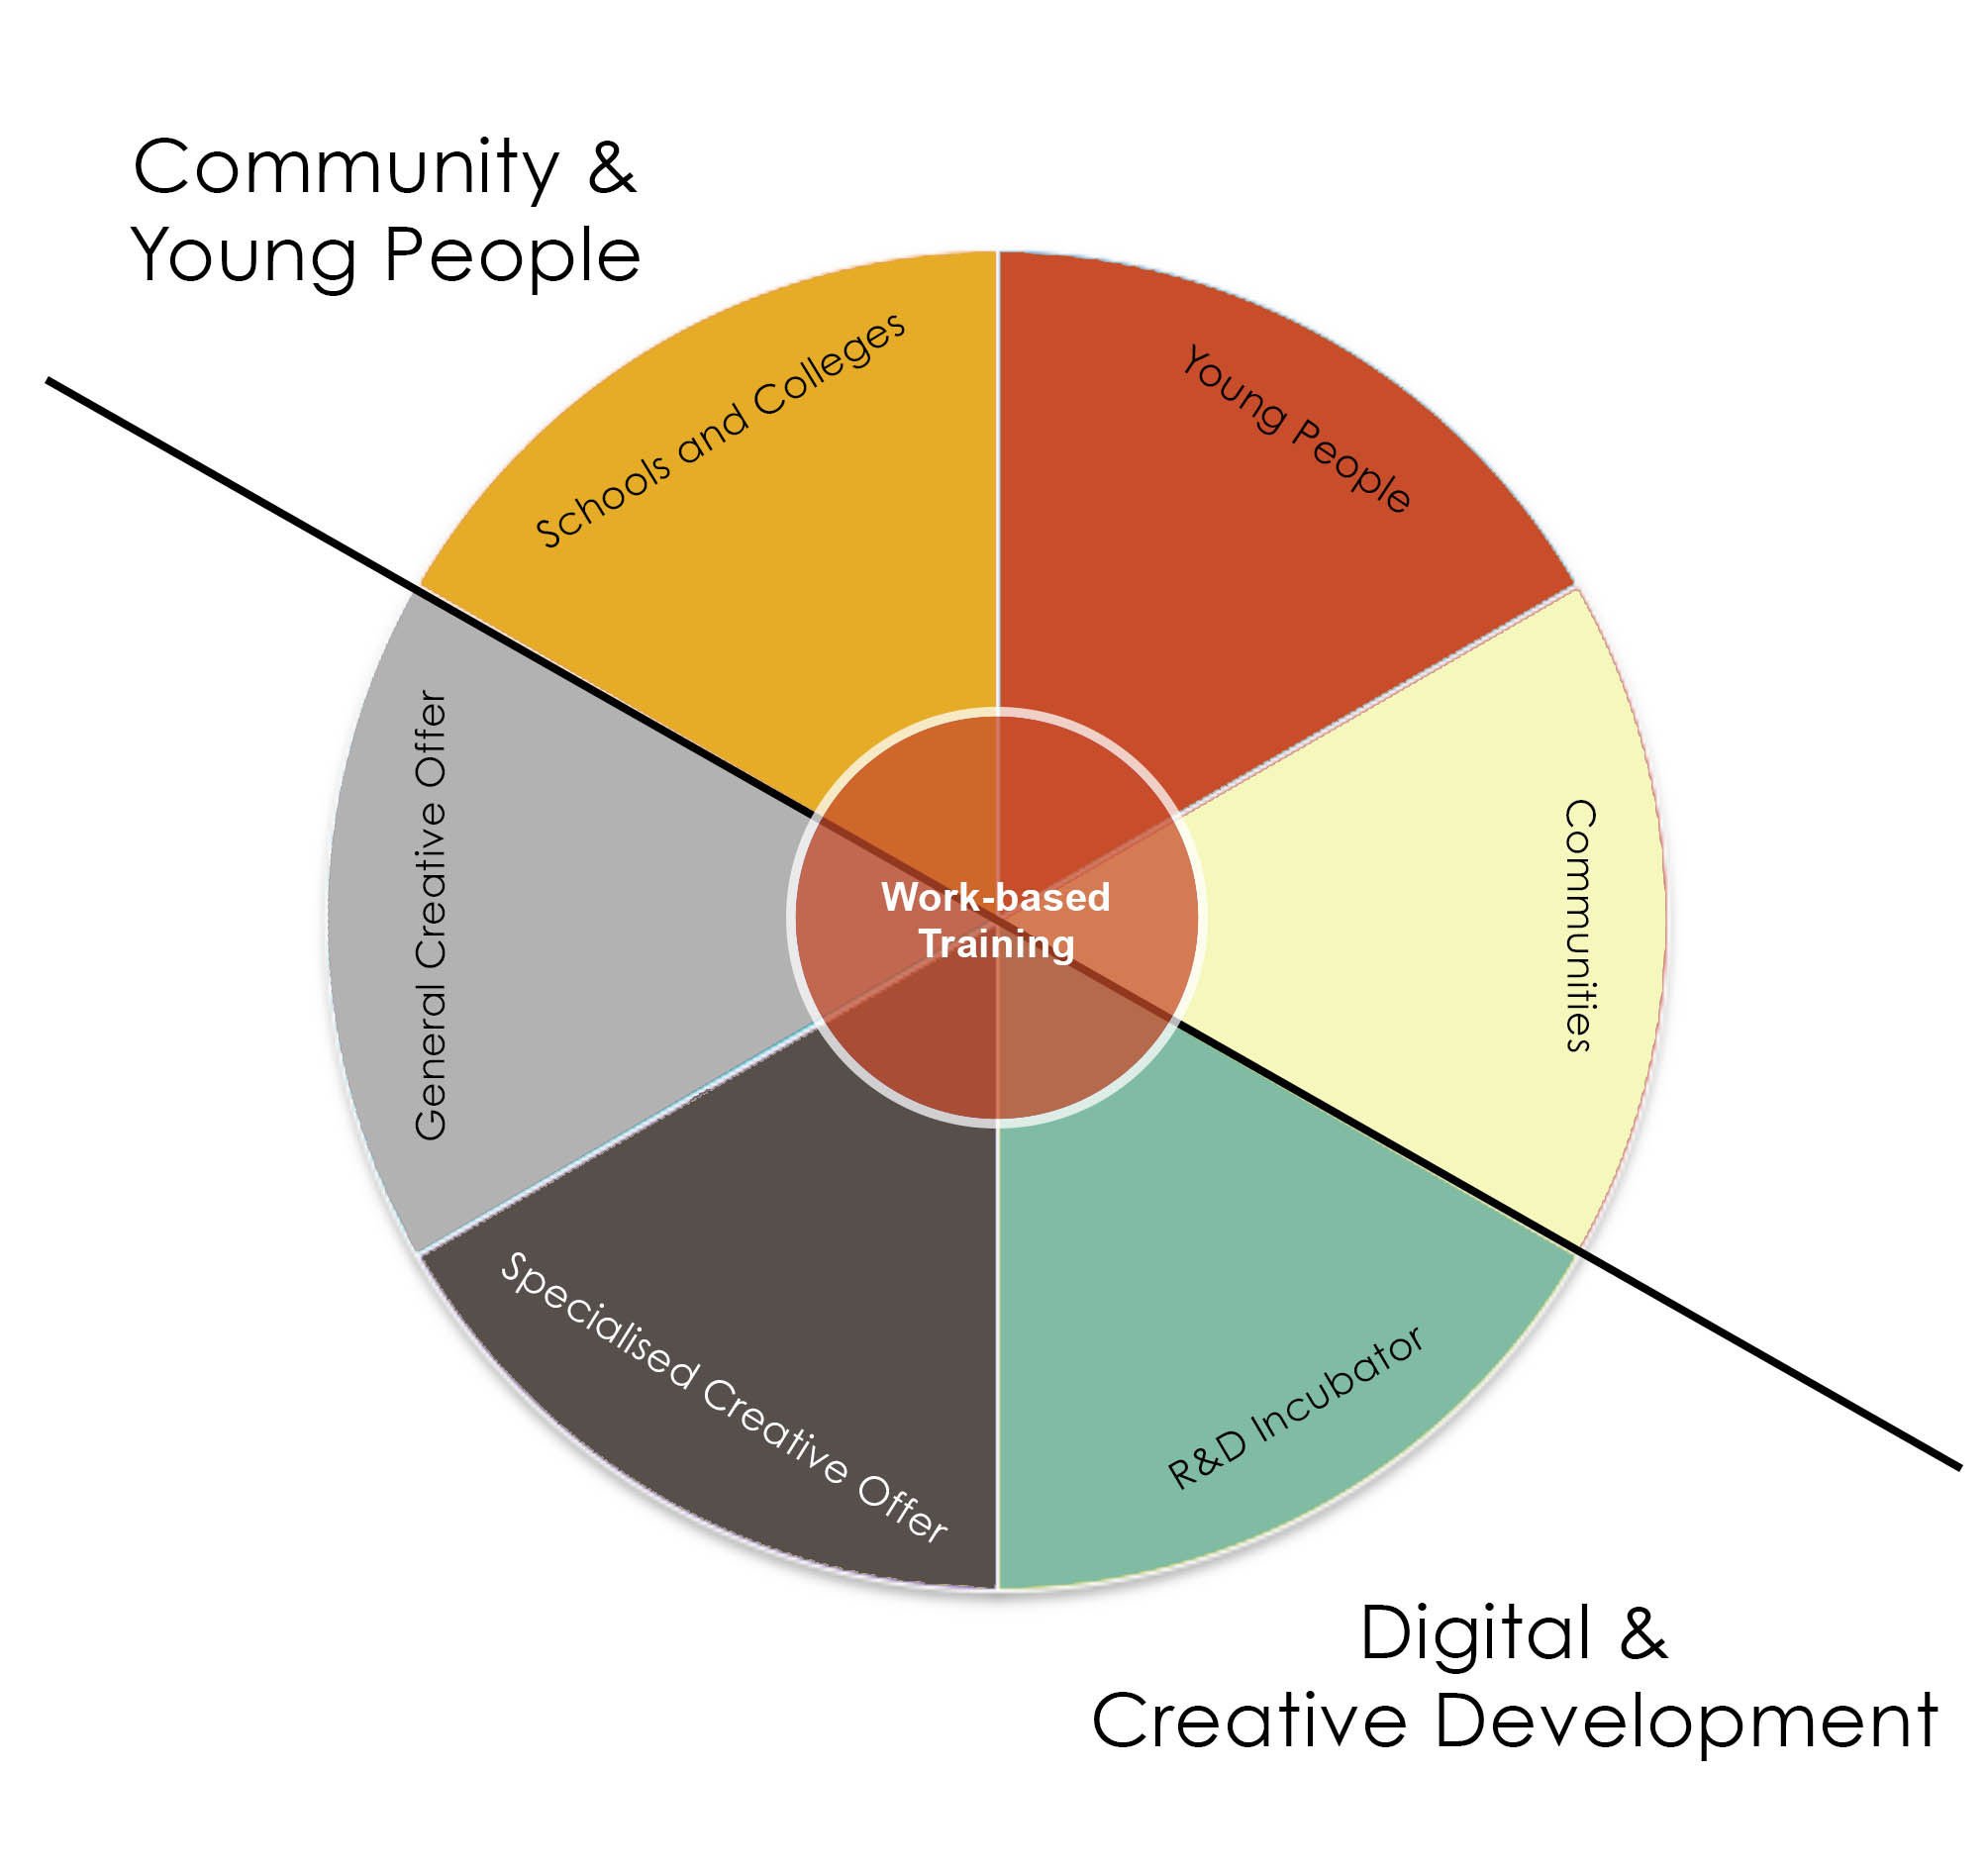 Community &
Young People
Schools and Colleges
Young People
General Creative Offer
Communities
Work-based
Training
Specialised Creative Offer
R&D Incubator
Digital &
Creative Development